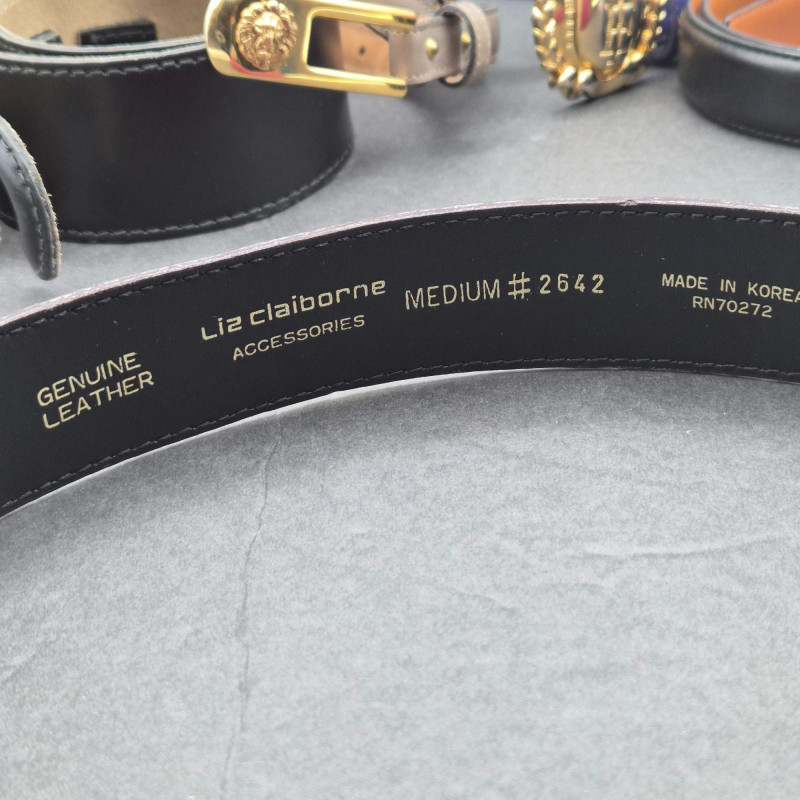 GENUINE
LEATHER
Liz claiborne
ACCESSORIES
MEDIUM # 2642
MADE IN KOREA
RN70272